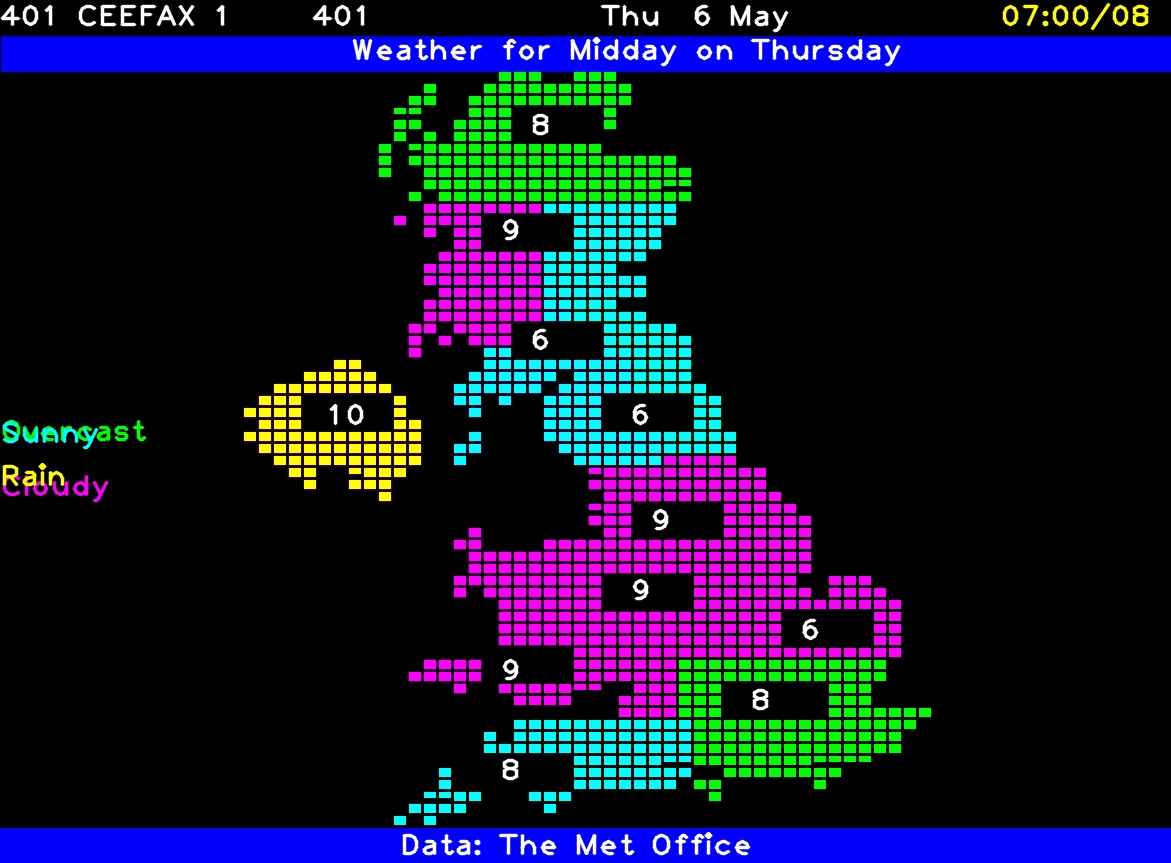 401 CEEFAX 1 401 Thu 6 May 07:00/08
Weather for Midday on Thursday
8
9
6
10
6
Overcast
Sunny
Rain
Cloudy
9
9
6
9
8
8
Data: The Met Office